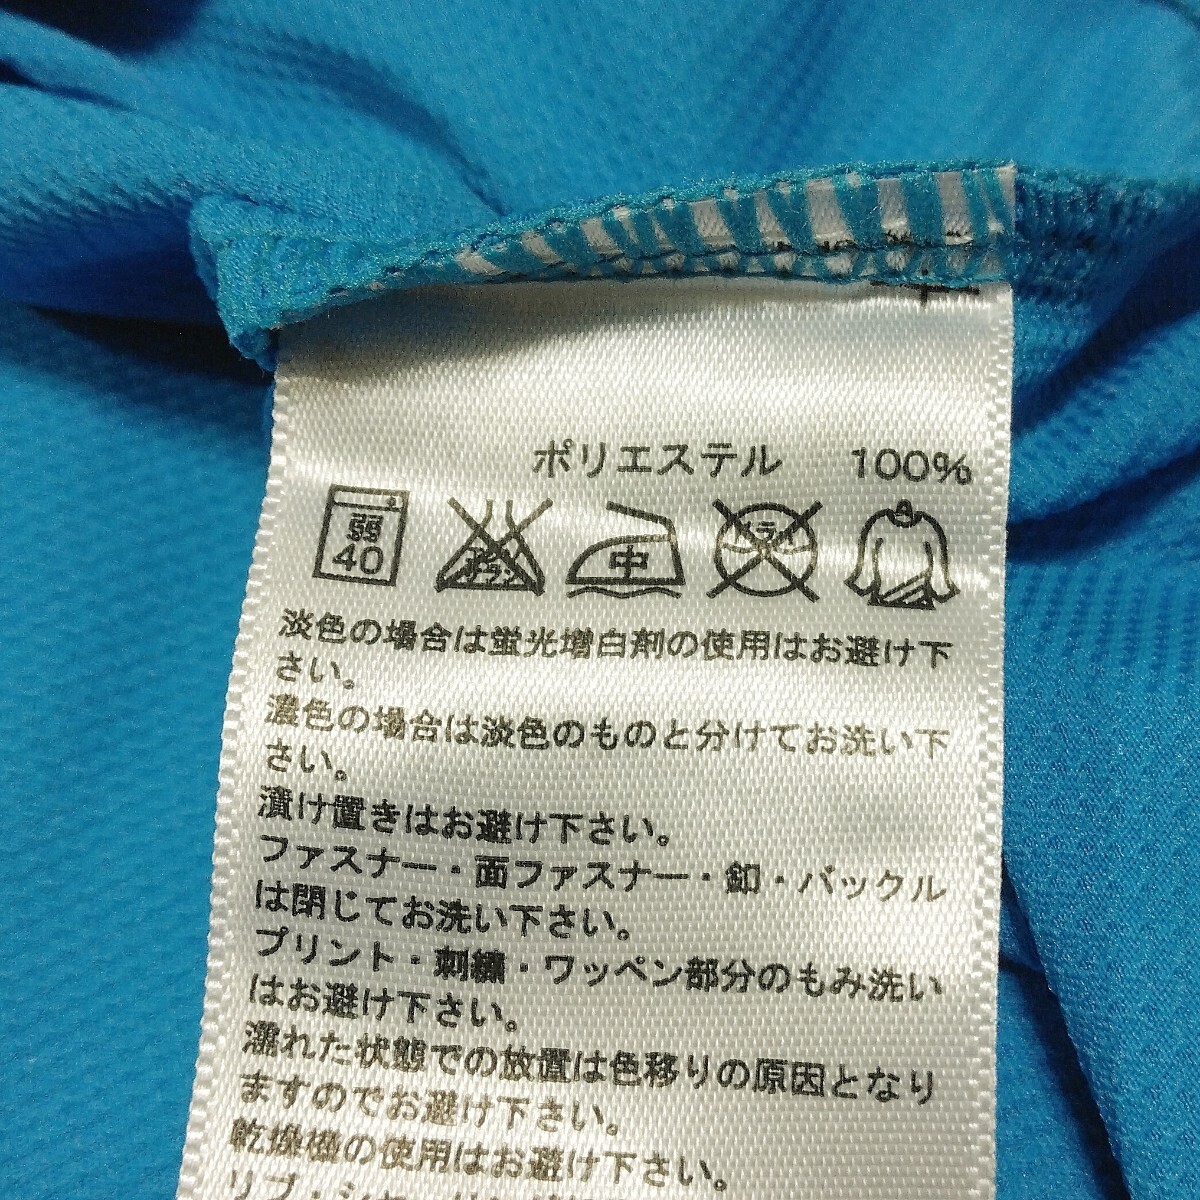 ポリエステル 100%
弱 40 エンソサラシ 中 ドライ
淡色の場合は蛍光増白剤の使用はお避け下
さい。
濃色の場合は淡色のものと分けてお洗い下
さい。
漬け置きはお避け下さい。
ファスナー・面ファスナー・釦・バックル
は閉じてお洗い下さい。
プリント・刺繍・ワッペン部分のもみ洗い
はお避け下さい。
濡れた状態での放置は色移りの原因となり
ますのでお避け下さい。
乾燥機の使用はお避け下さい。